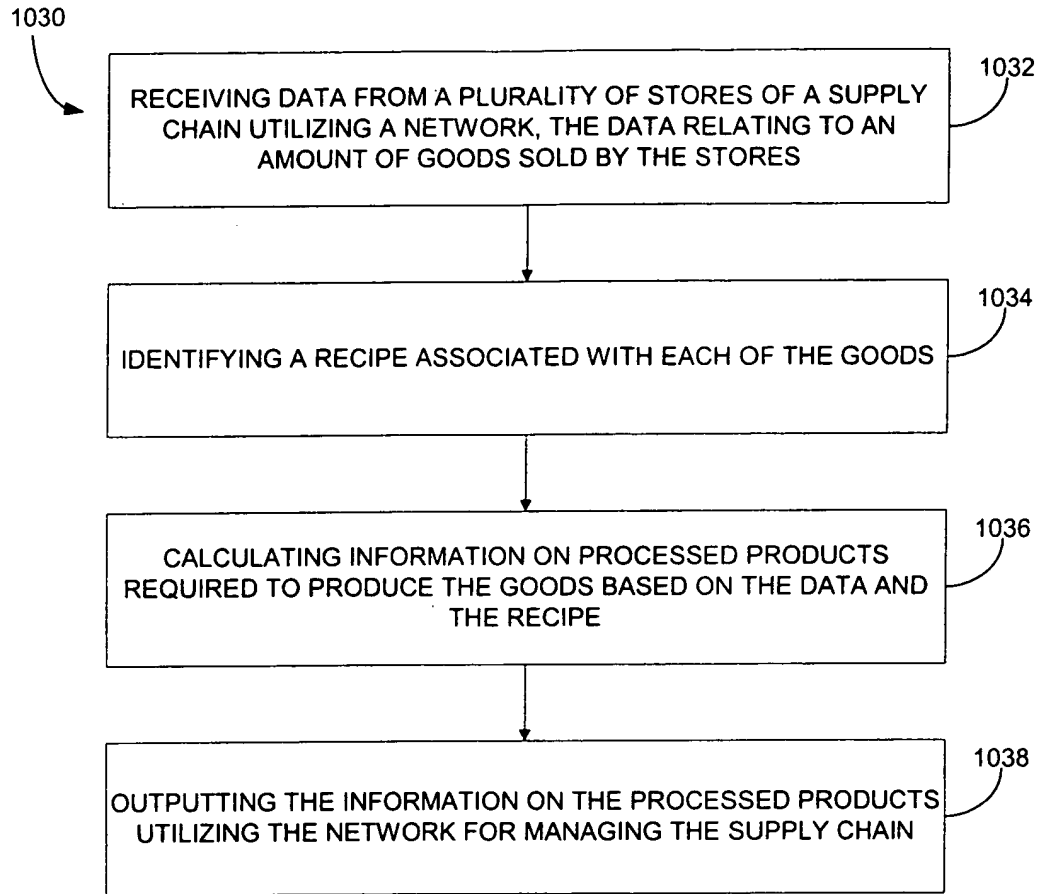 1030
1032
RECEIVING DATA FROM A PLURALITY OF STORES OF A SUPPLY
CHAIN UTILIZING A NETWORK, THE DATA RELATING TO AN
AMOUNT OF GOODS SOLD BY THE STORES
1034
IDENTIFYING A RECIPE ASSOCIATED WITH EACH OF THE GOODS
1036
CALCULATING INFORMATION ON PROCESSED PRODUCTS
REQUIRED TO PRODUCE THE GOODS BASED ON THE DATA AND
THE RECIPE
1038
OUTPUTTING THE INFORMATION ON THE PROCESSED PRODUCTS
UTILIZING THE NETWORK FOR MANAGING THE SUPPLY CHAIN